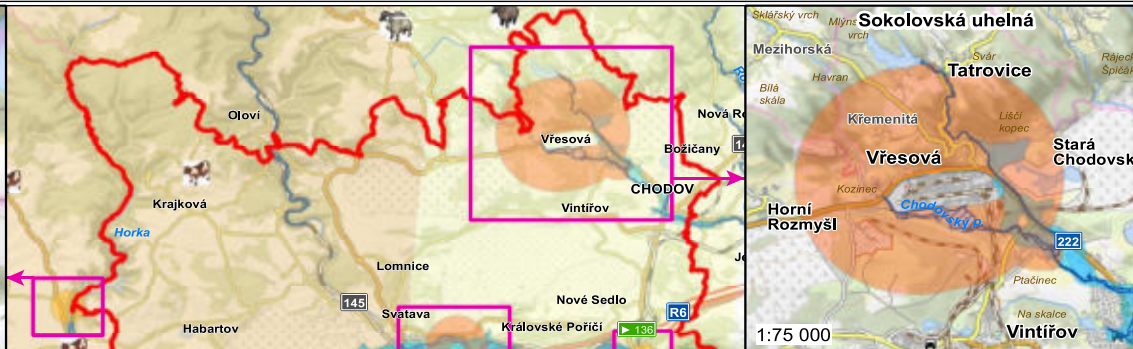 Oloví
Krajková
Horka
Habartov
Lomnice
145
Svatava
Vřesová
Nová
Božičany
CHODOV
Vintířov
Nové Sedlo
Královské Poříčí
136
R6
Sklářský vrch
vrch
Sokolovská uhelná
Mezihorská
Svár
Tatrovice
Havran
Bílá
skála
Křemenitá
Liščí
kopec
Vřesová
Stará
Chodovsk
Kozinec
Horní
Rozmyšl
Chodovský p.
222
Ptačinec
Na skalce
Vintířov
1:75 000